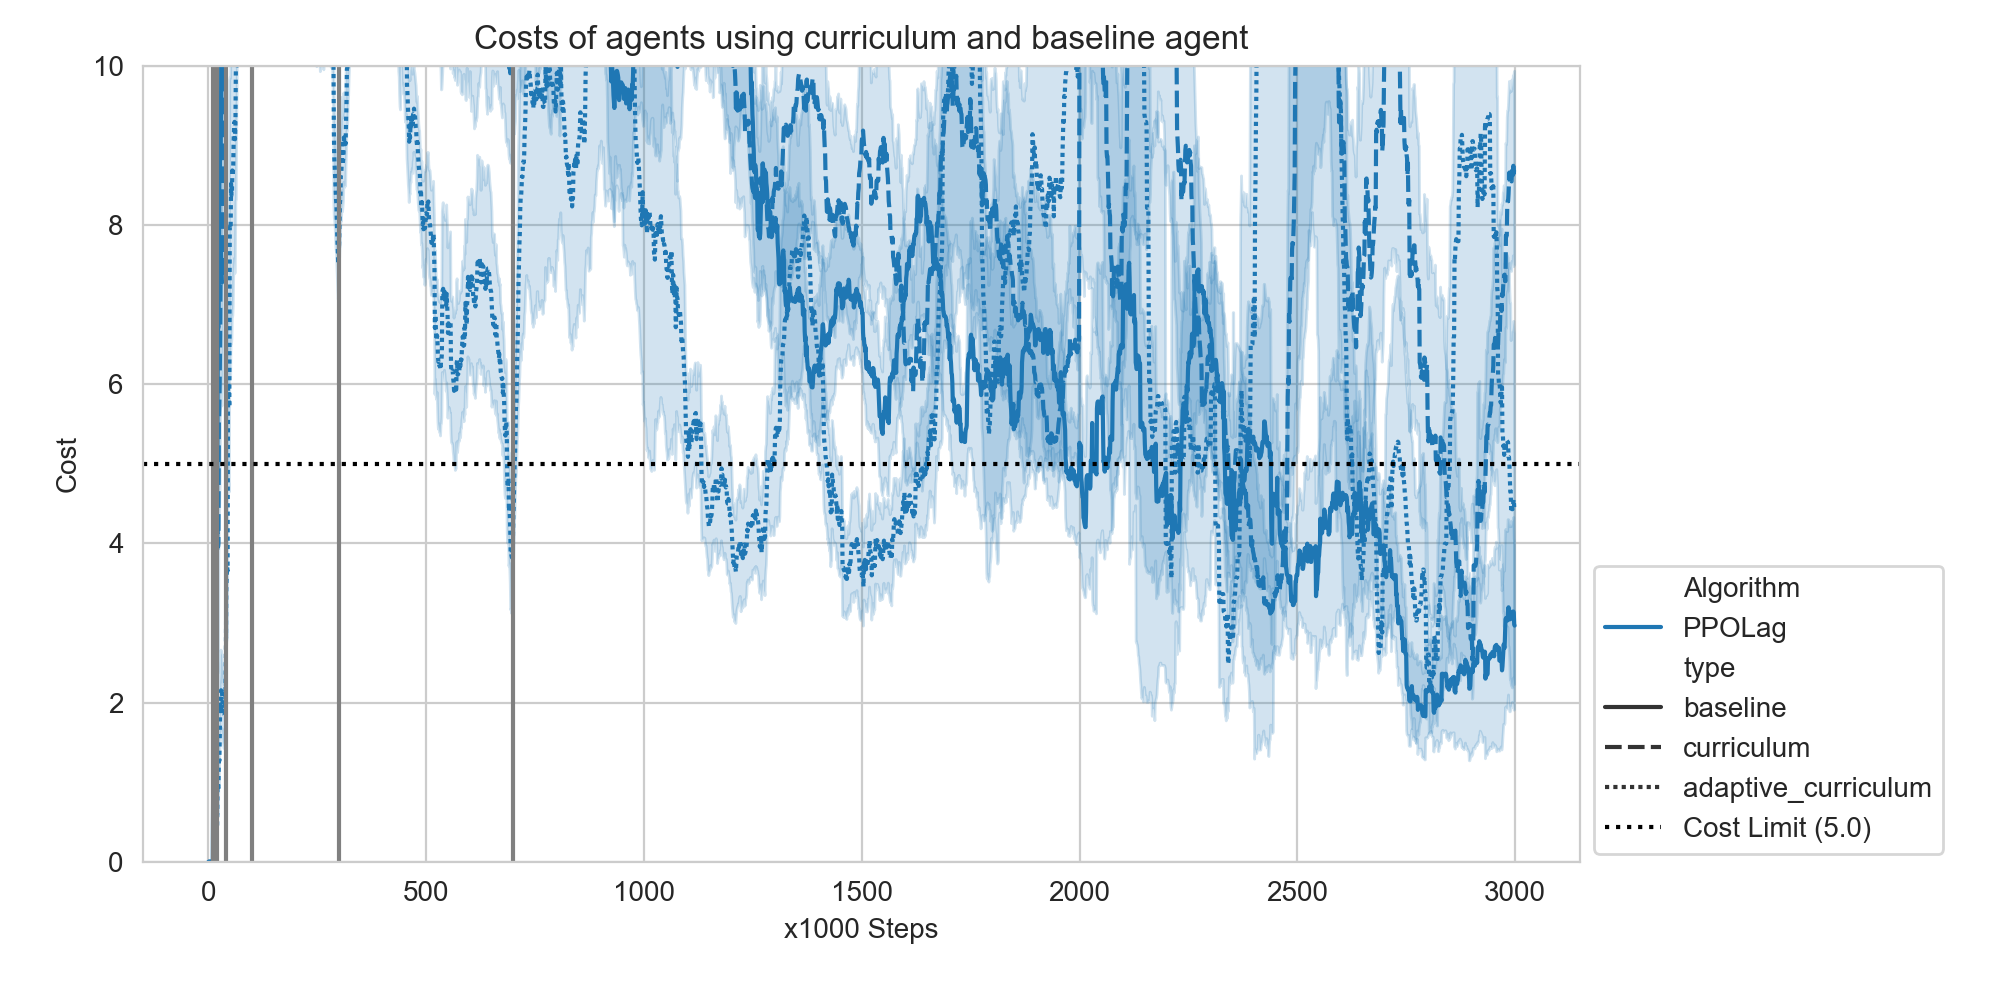 Costs of agents using curriculum and baseline agent
10
8
6
4
2
0
Cost
0 500 1000 1500 2000 2500 3000
x1000 Steps
Algorithm
PPOLag
type
baseline
curriculum
adaptive_curriculum
Cost Limit (5.0)